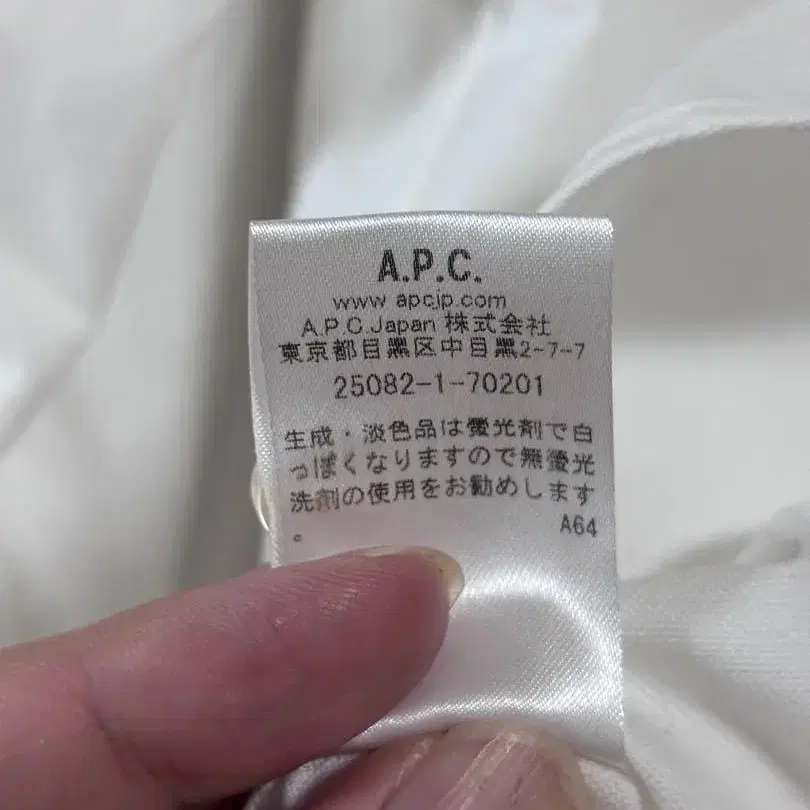 A.P.C.
www apcjp.com
A.P.C.Japan 株式会社
東京都目黒区中目黒2-7-7
25082-1-70201
生成・淡色品は螢光剤で白
っぽくなりますので無螢光
洗剤の使用をお勧めします
。
A64